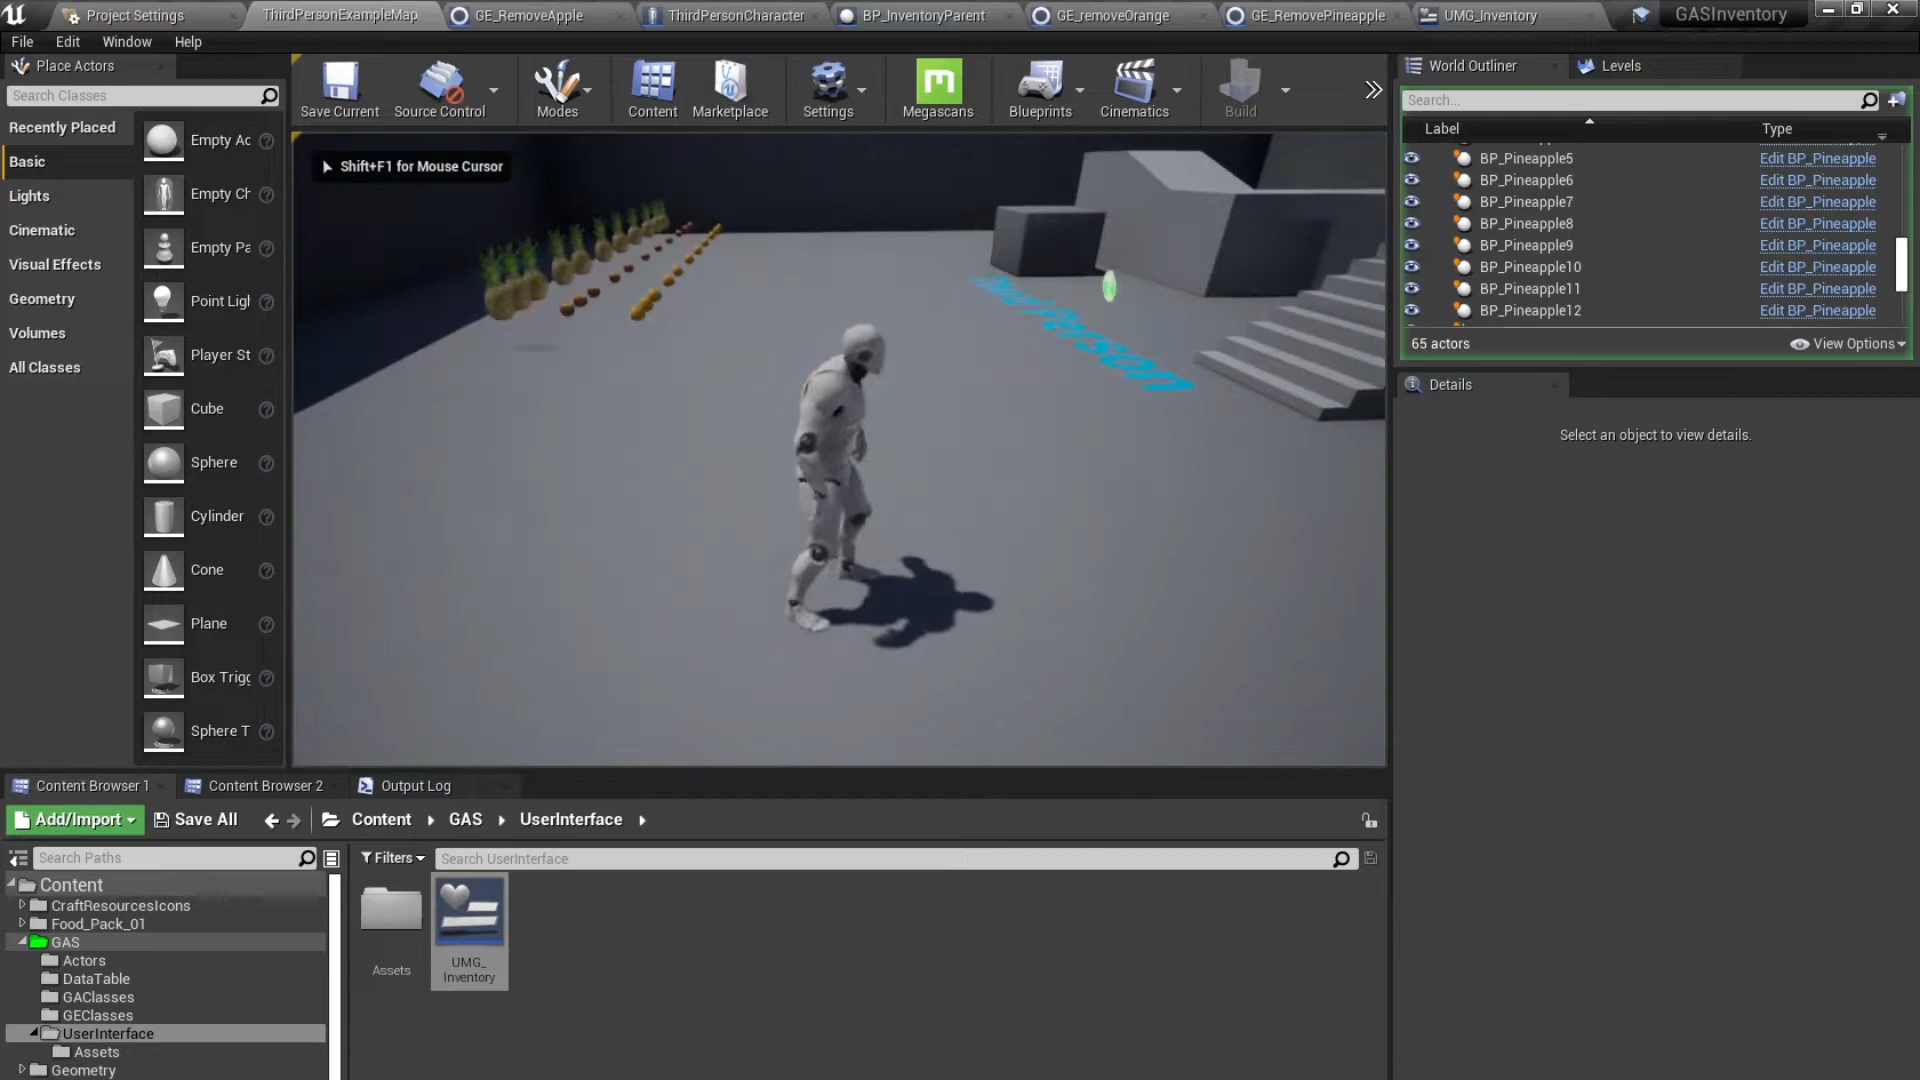 Project Settings
ThirdPersonExampleMap
GE_RemoveApple
ThirdPersonCharacter
BP_InventoryParent
GE_removeOrange
GE_RemovePineapple
UMG_Inventory
GASInventory
File
Edit
Window
Help
Place Actors
Search Classes
Recently Placed
Basic
Lights
Cinematic
Visual Effects
Geometry
Volumes
All Classes
Empty Ac
Empty Ch
Empty Pa
Point Ligl
Player St
Cube
Sphere
Cylinder
Cone
Plane
Box Trigg
Sphere T
Save Current
Source Control
Modes
Content
Marketplace
Settings
Megascans
Blueprints
Cinematics
Build
Shift+F1 for Mouse Cursor
World Outliner
Levels
Search...
Label
Type
BP_Pineapple5 Edit BP_Pineapple
BP_Pineapple6 Edit BP_Pineapple
BP_Pineapple7 Edit BP_Pineapple
BP_Pineapple8 Edit BP_Pineapple
BP_Pineapple9 Edit BP_Pineapple
BP_Pineapple10 Edit BP_Pineapple
BP_Pineapple11 Edit BP_Pineapple
BP_Pineapple12 Edit BP_Pineapple
65 actors
View Options
Details
Select an object to view details.
Content Browser 1
Content Browser 2
Output Log
Add/Import
Save All
Content
GAS
UserInterface
Search Paths
Filters
Search UserInterface
Content
CraftResourcesIcons
Food_Pack_01
GAS
Actors
DataTable
GAClasses
GEClasses
UserInterface
Assets
Geometry
Assets
UMG_
Inventory